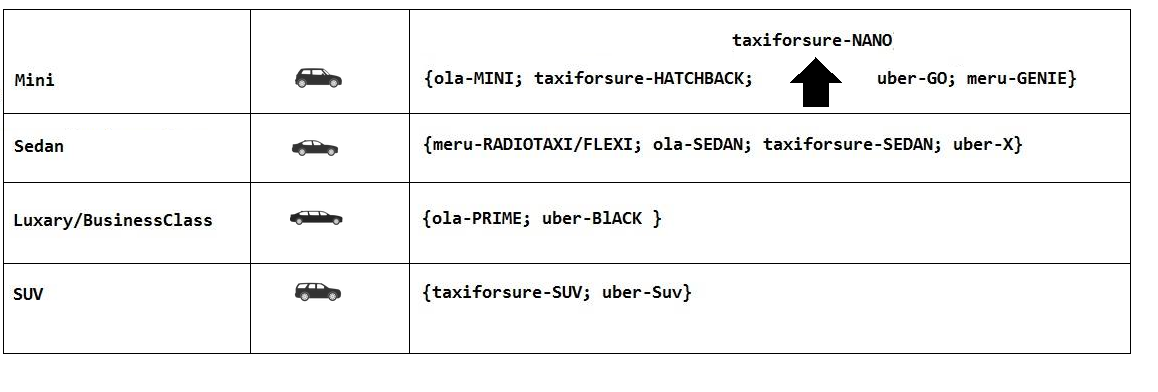 taxiforsure-NANO
Mini
{ola-MINI; taxiforsure-HATCHBACK; uber-GO; meru-GENIE}
Sedan
{meru-RADIOTAXI/FLEXI; ola-SEDAN; taxiforsure-SEDAN; uber-X}
Luxary/BusinessClass
{ola-PRIME; uber-BlACK }
SUV
{taxiforsure-SUV; uber-Suv}